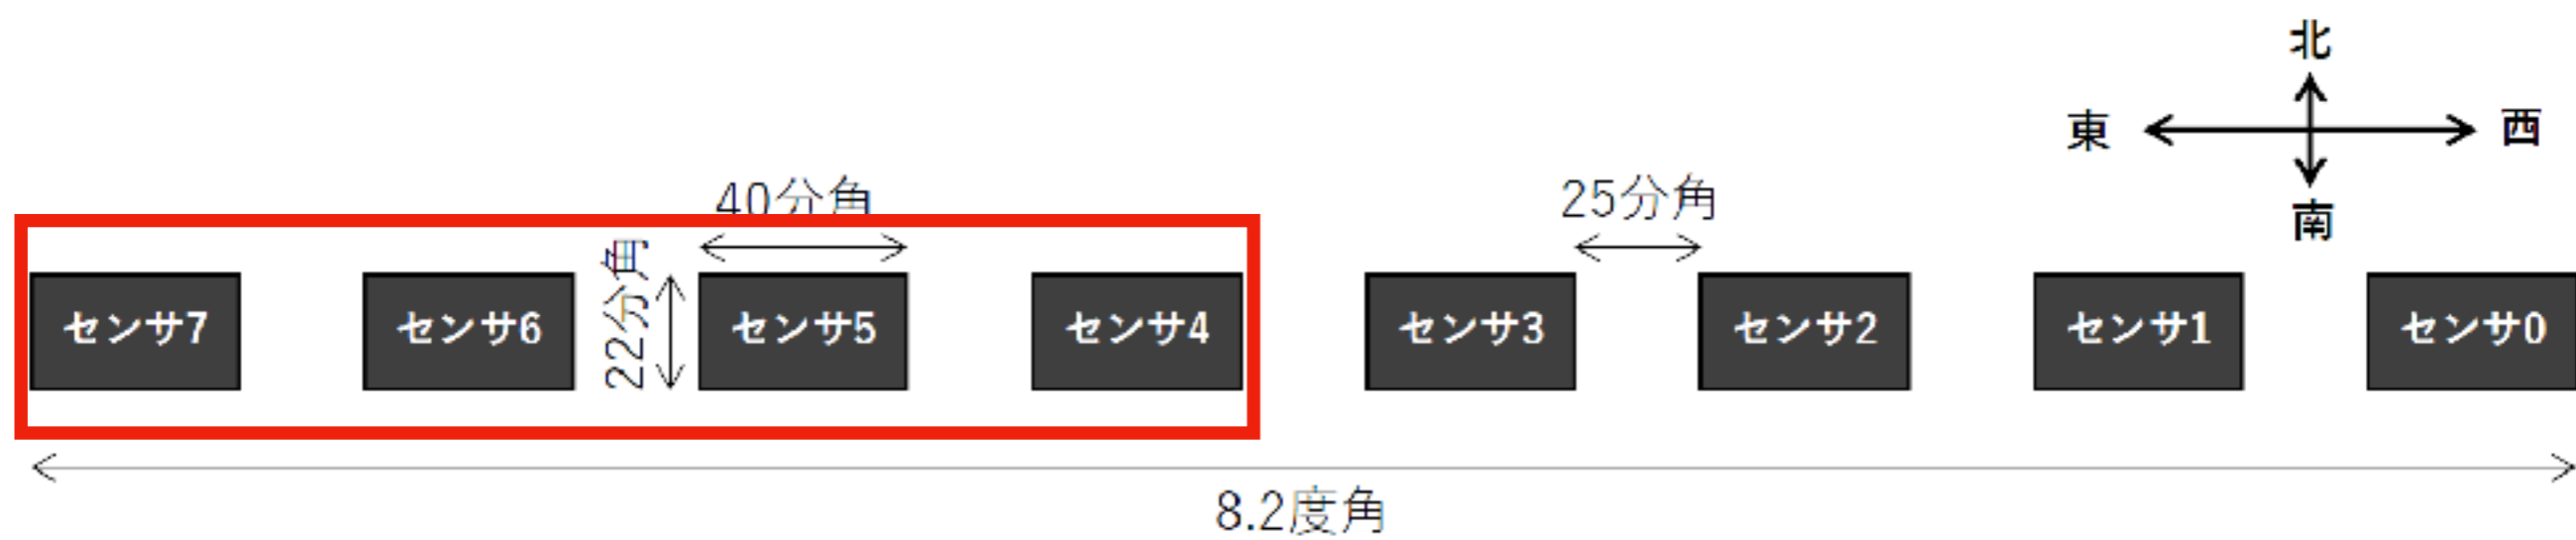 北
東 西
南
40分角
25分角
22分角
センサ7 センサ6 センサ5 センサ4 センサ3 センサ2 センサ1 センサ0
8.2度角